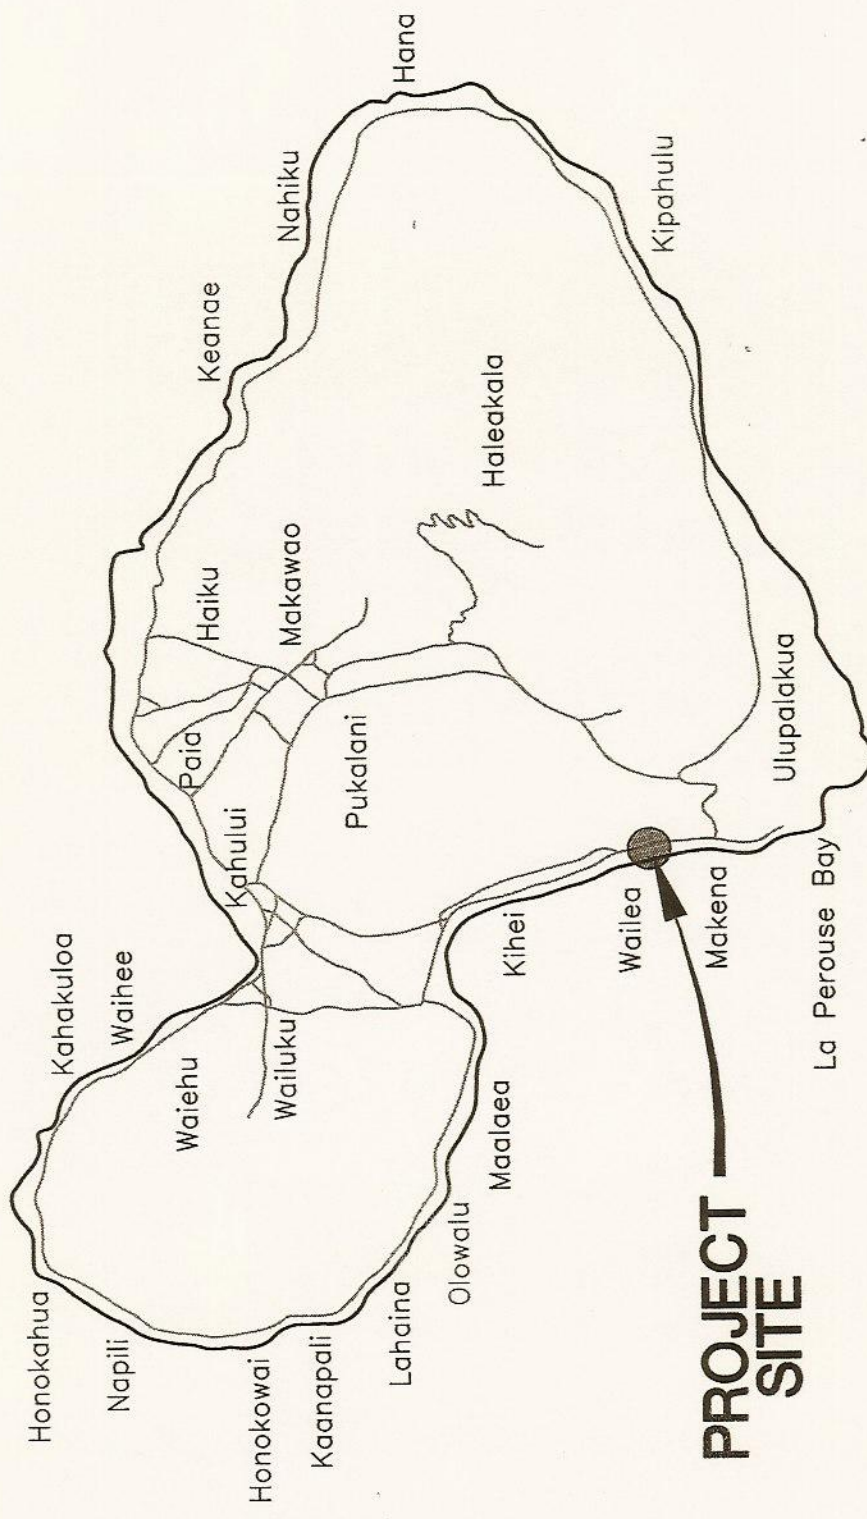 Honokahua
Kahakuloa
Napili
Waihee
Waiehu
Honokowai
Wailuku
Kaanapali
Kahului
Paia
Haiku
Keanae
Nahiku
Hana
Lahaina
Makawao
Pukalani
Olowalu
Maalaea
Kihei
Haleakala
Wailea
Kipahulu
Makena
Ulupalakua
La Perouse Bay
PROJECT
SITE